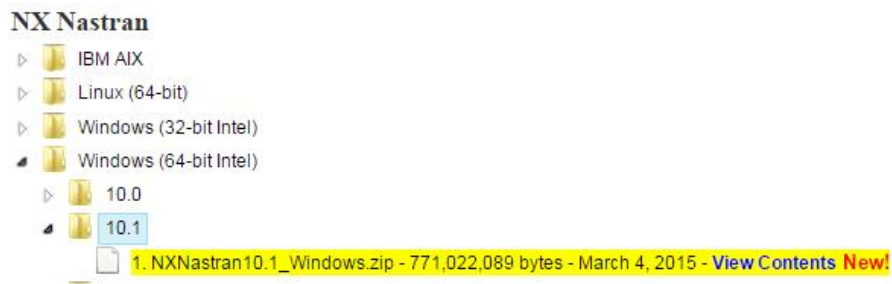 NX Nastran
IBM AIX
Linux (64-bit)
Windows (32-bit Intel)
Windows (64-bit Intel)
10.0
10.1
1. NXNastran10.1_Windows.zip - 771,022,089 bytes - March 4, 2015 - View Contents New!